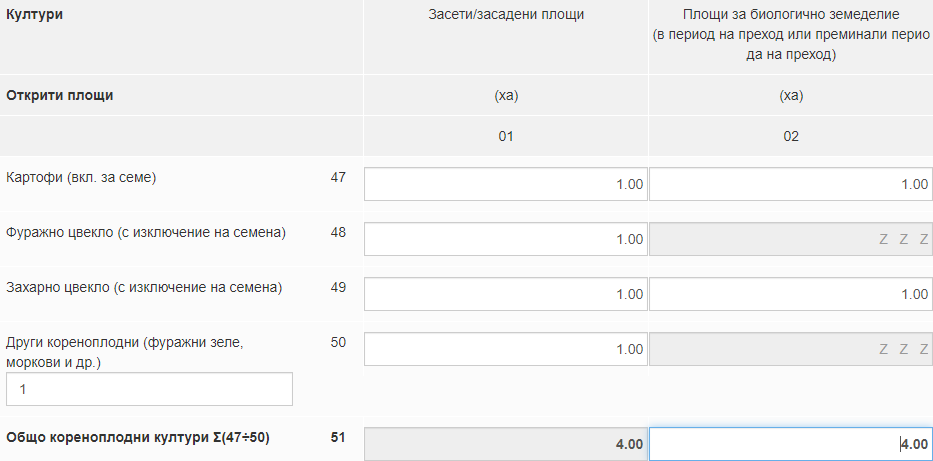 Култури Засети/засадени площи Площи за биологично земеделие
(в период на преход или преминали перио
да на преход)
Открити площи (ха) (ха)
01 02
Картофи (вкл. за семе) 47 1.00 1.00
Фуражно цвекло (с изключение на семена) 48 1.00 Z Z Z
Захарно цвекло (с изключение на семена) 49 1.00 1.00
Други кореноплодни (фуражни зеле, 50 1.00 Z Z Z
моркови и др.)
1
Общо кореноплодни култури Σ(47÷50) 51 4.00 4.00